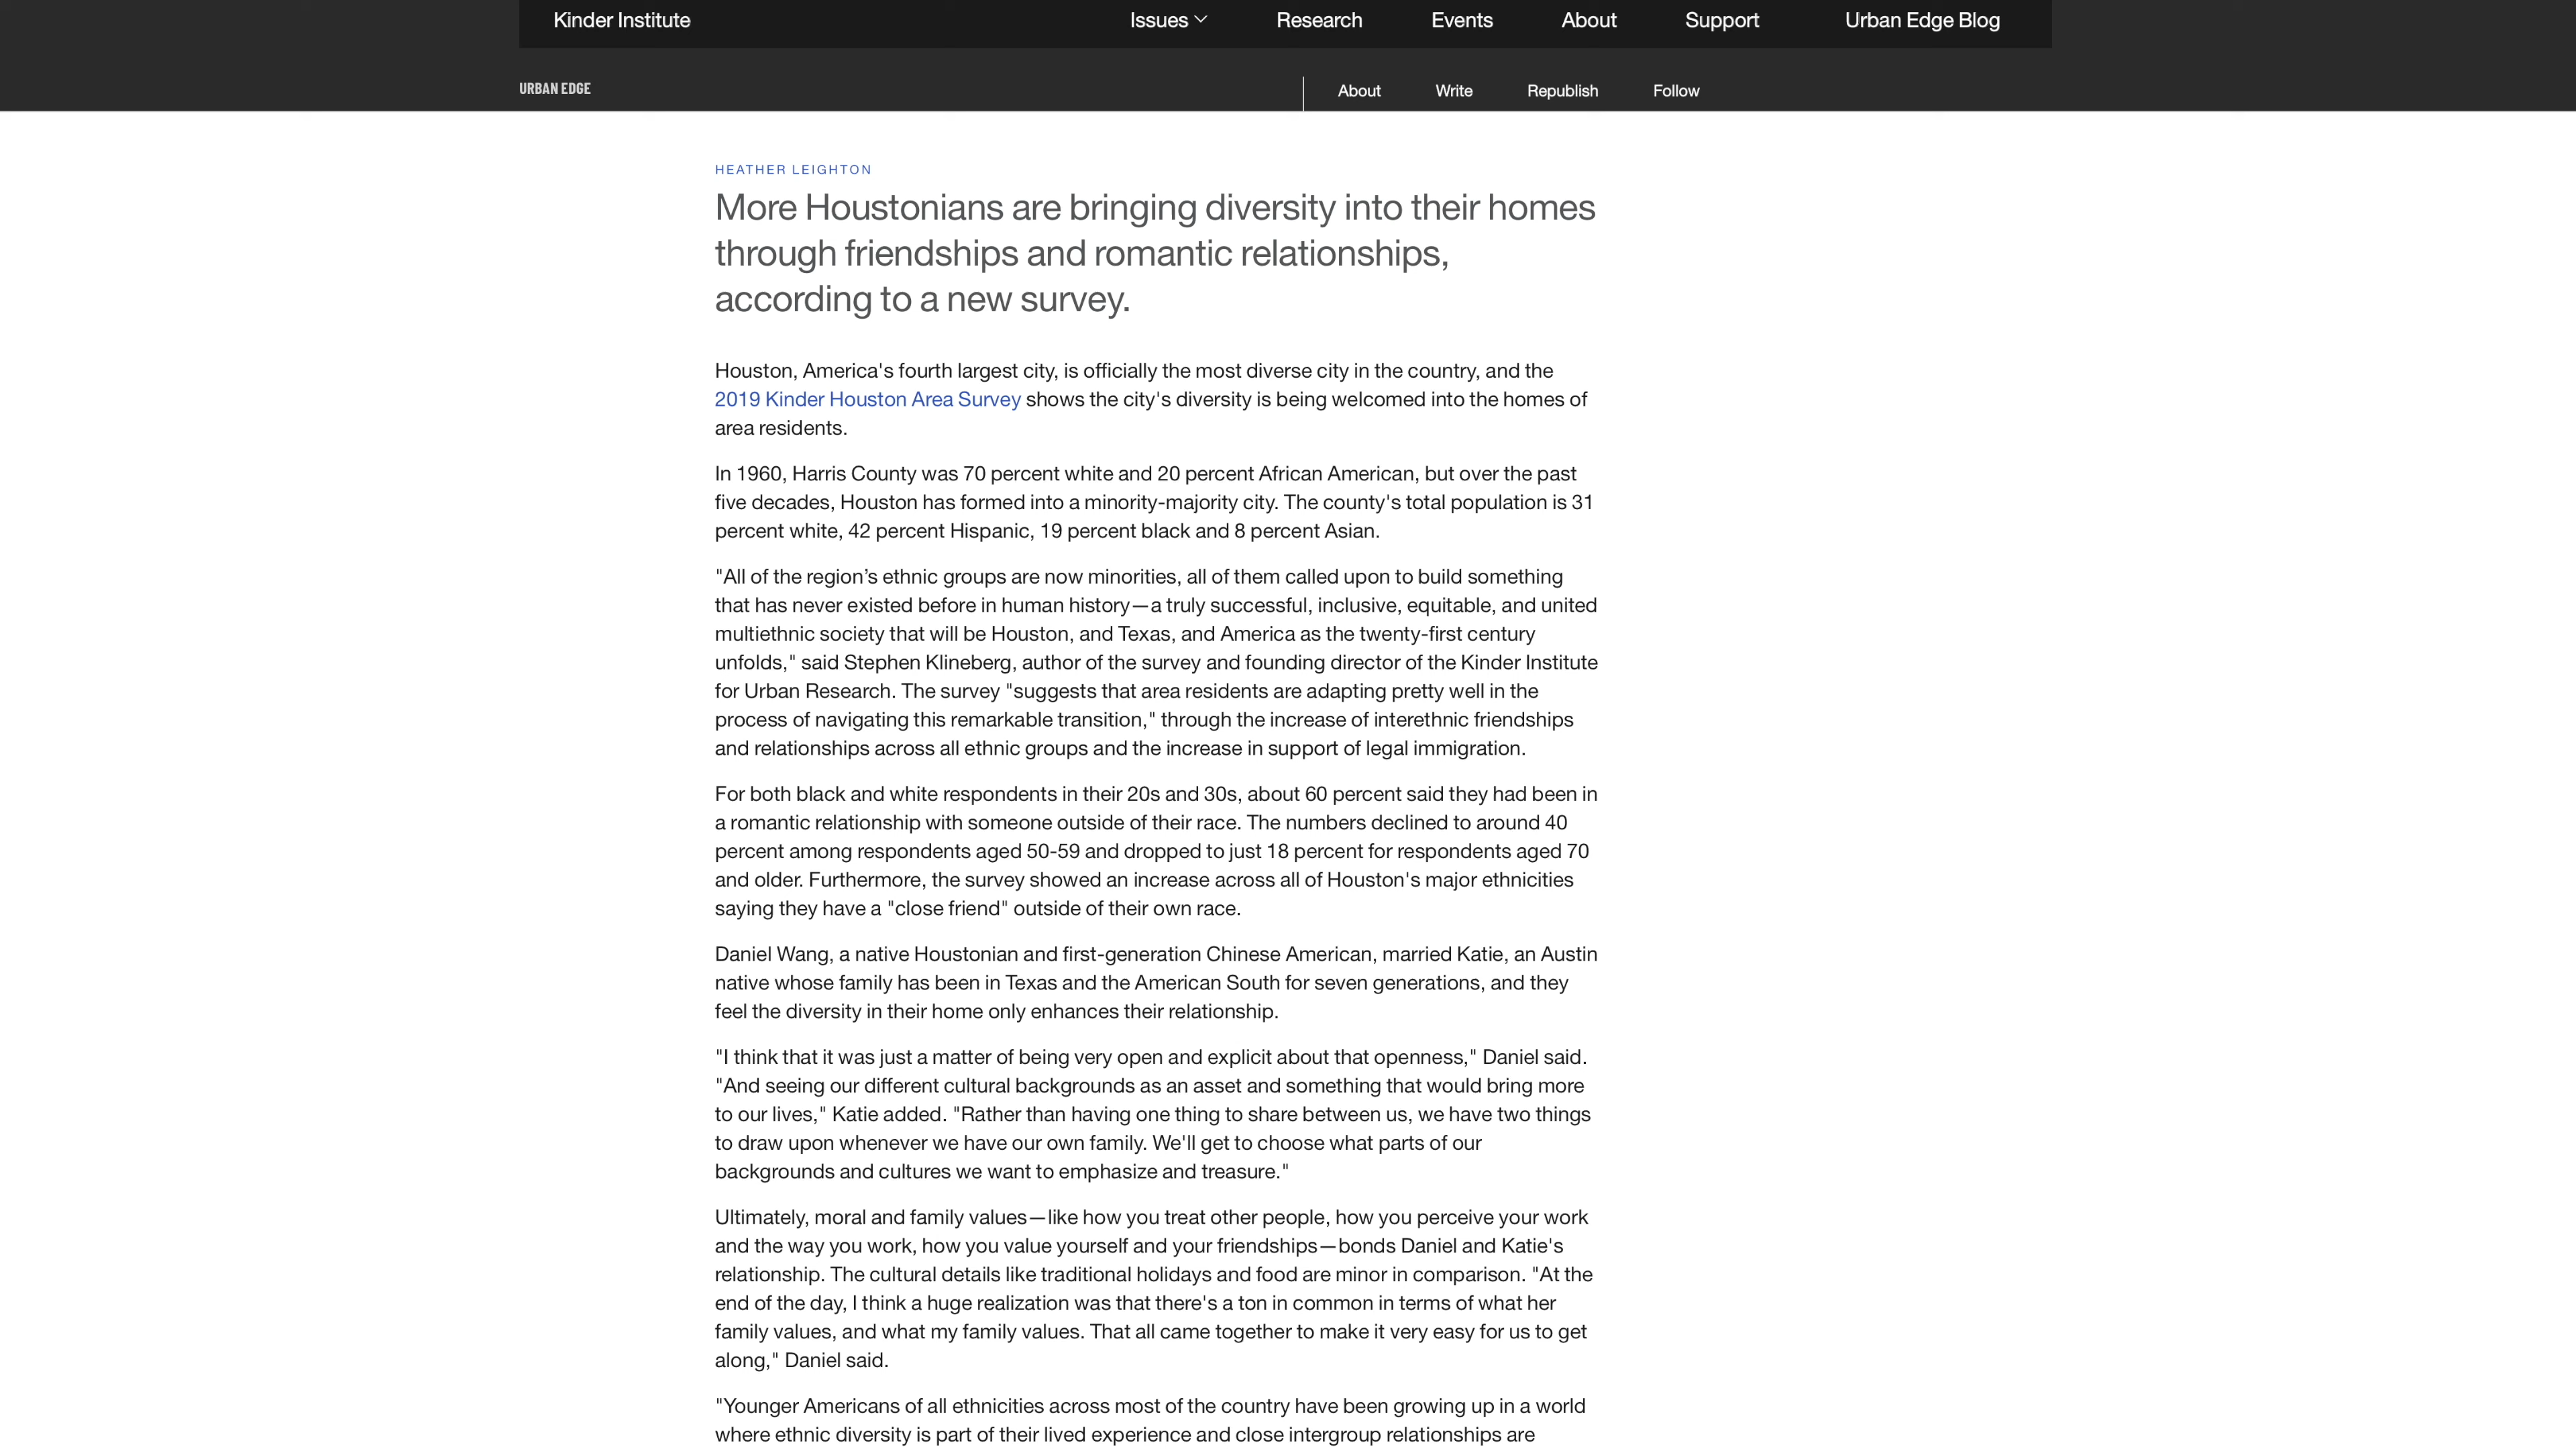 Kinder Institute
Issues
Research
Events
About
Support
Urban Edge Blog
URBAN EDGE
About
Write
Republish
Follow
HEATHER LEIGHTON
More Houstonians are bringing diversity into their homes
through friendships and romantic relationships,
according to a new survey.
Houston, America's fourth largest city, is officially the most diverse city in the country, and the
2019 Kinder Houston Area Survey shows the city's diversity is being welcomed into the homes of
area residents.
In 1960, Harris County was 70 percent white and 20 percent African American, but over the past
five decades, Houston has formed into a minority-majority city. The county's total population is 31
percent white, 42 percent Hispanic, 19 percent black and 8 percent Asian.
"All of the region’s ethnic groups are now minorities, all of them called upon to build something
that has never existed before in human history—a truly successful, inclusive, equitable, and united
multiethnic society that will be Houston, and Texas, and America as the twenty-first century
unfolds," said Stephen Klineberg, author of the survey and founding director of the Kinder Institute
for Urban Research. The survey "suggests that area residents are adapting pretty well in the
process of navigating this remarkable transition," through the increase of interethnic friendships
and relationships across all ethnic groups and the increase in support of legal immigration.
For both black and white respondents in their 20s and 30s, about 60 percent said they had been in
a romantic relationship with someone outside of their race. The numbers declined to around 40
percent among respondents aged 50-59 and dropped to just 18 percent for respondents aged 70
and older. Furthermore, the survey showed an increase across all of Houston's major ethnicities
saying they have a "close friend" outside of their own race.
Daniel Wang, a native Houstonian and first-generation Chinese American, married Katie, an Austin
native whose family has been in Texas and the American South for seven generations, and they
feel the diversity in their home only enhances their relationship.
"I think that it was just a matter of being very open and explicit about that openness," Daniel said.
"And seeing our different cultural backgrounds as an asset and something that would bring more
to our lives," Katie added. "Rather than having one thing to share between us, we have two things
to draw upon whenever we have our own family. We'll get to choose what parts of our
backgrounds and cultures we want to emphasize and treasure."
Ultimately, moral and family values—like how you treat other people, how you perceive your work
and the way you work, how you value yourself and your friendships—bonds Daniel and Katie's
relationship. The cultural details like traditional holidays and food are minor in comparison. "At the
end of the day, I think a huge realization was that there's a ton in common in terms of what her
family values, and what my family values. That all came together to make it very easy for us to get
along," Daniel said.
"Younger Americans of all ethnicities across most of the country have been growing up in a world
where ethnic diversity is part of their lived experience and close intergroup relationships are